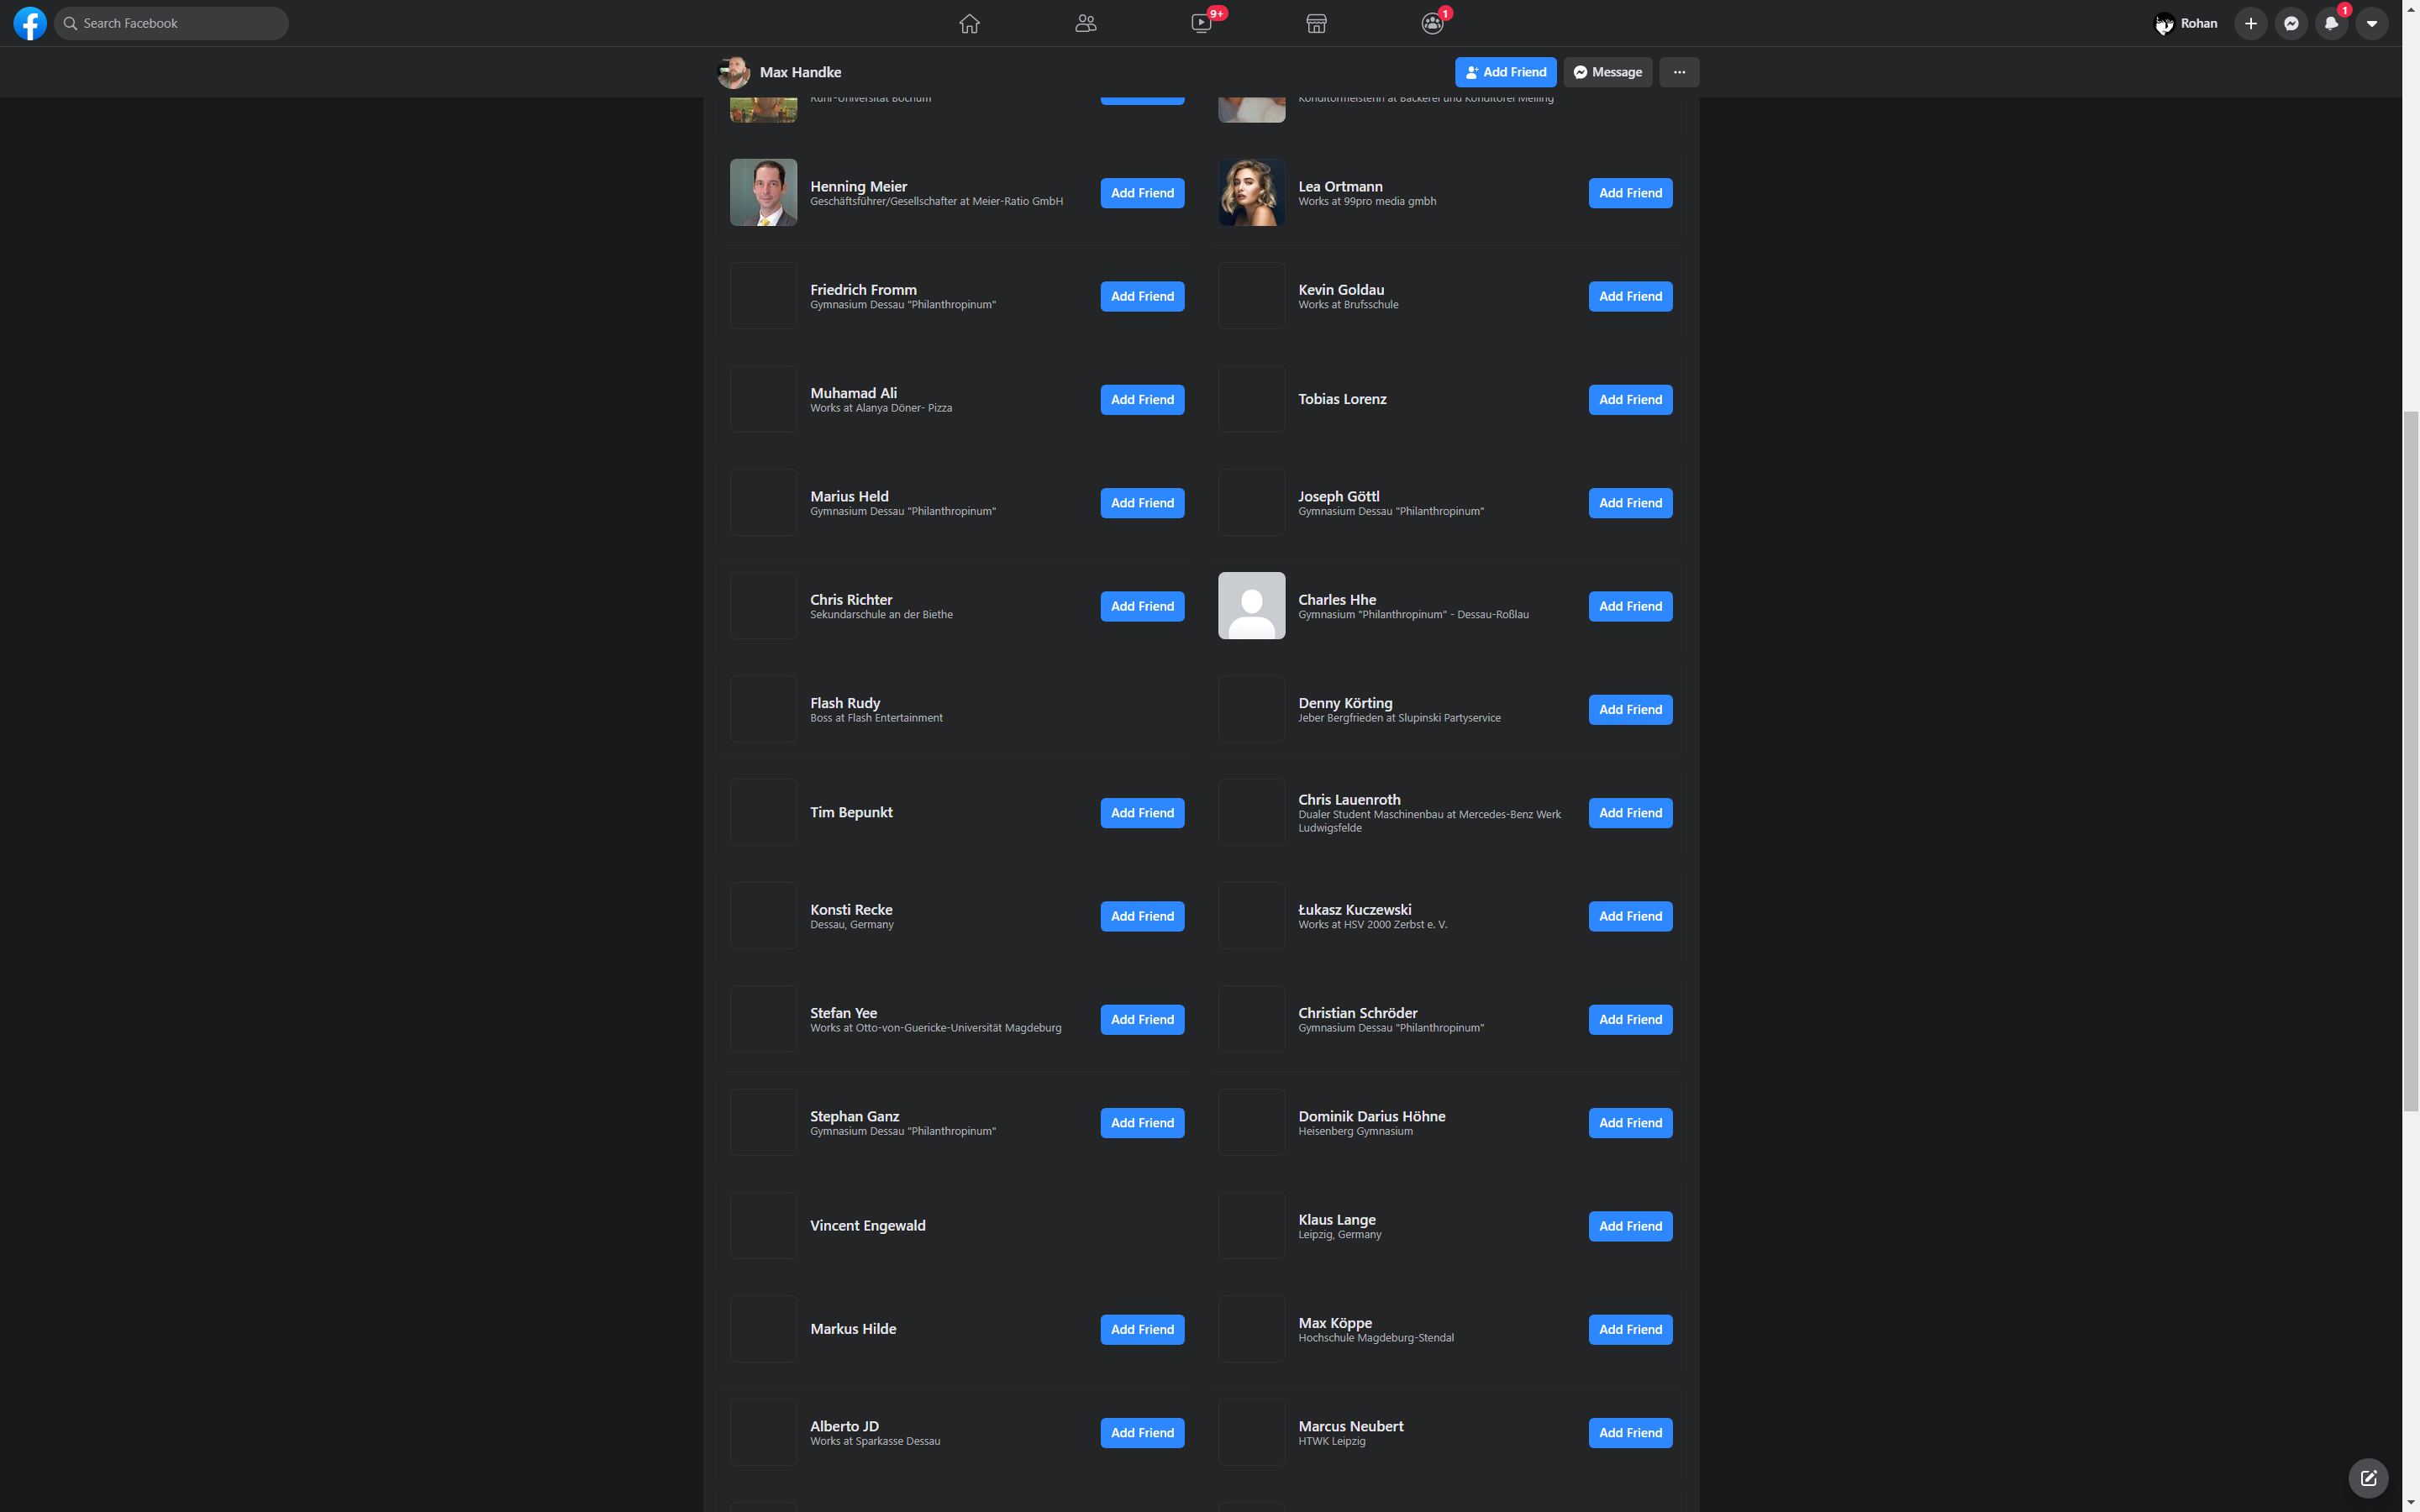 Search Facebook
9+
1
Rohan
1
Max Handke
Add Friend
Message
Ruhr-Universität Bochum
Konditormeisterin at Bäckerei und Konditorei Meiling
Henning Meier
Geschäftsführer/Gesellschafter at Meier-Ratio GmbH
Add Friend
Lea Ortmann
Works at 99pro media gmbh
Add Friend
Friedrich Fromm
Gymnasium Dessau "Philanthropinum"
Add Friend
Kevin Goldau
Works at Brufsschule
Add Friend
Muhamad Ali
Works at Alanya Döner- Pizza
Add Friend
Tobias Lorenz
Add Friend
Marius Held
Gymnasium Dessau "Philanthropinum"
Add Friend
Joseph Göttl
Gymnasium Dessau "Philanthropinum"
Add Friend
Chris Richter
Sekundarschule an der Biethe
Add Friend
Charles Hhe
Gymnasium "Philanthropinum" - Dessau-Roßlau
Add Friend
Flash Rudy
Boss at Flash Entertainment
Denny Körting
Jeber Bergfrieden at Slupinski Partyservice
Add Friend
Tim Bepunkt
Add Friend
Chris Lauenroth
Dualer Student Maschinenbau at Mercedes-Benz Werk
Ludwigsfelde
Add Friend
Konsti Recke
Dessau, Germany
Add Friend
Łukasz Kuczewski
Works at HSV 2000 Zerbst e. V.
Add Friend
Stefan Yee
Works at Otto-von-Guericke-Universität Magdeburg
Add Friend
Christian Schröder
Gymnasium Dessau "Philanthropinum"
Add Friend
Stephan Ganz
Gymnasium Dessau "Philanthropinum"
Add Friend
Dominik Darius Höhne
Heisenberg Gymnasium
Add Friend
Vincent Engewald
Klaus Lange
Leipzig, Germany
Add Friend
Markus Hilde
Add Friend
Max Köppe
Hochschule Magdeburg-Stendal
Add Friend
Alberto JD
Works at Sparkasse Dessau
Add Friend
Marcus Neubert
HTWK Leipzig
Add Friend